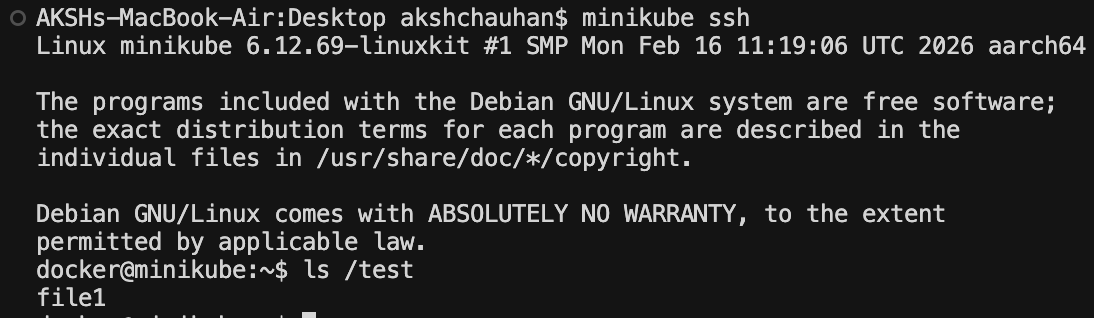 AKSHs-MacBook-Air:Desktop akshchauhan$ minikube ssh
Linux minikube 6.12.69-linuxkit #1 SMP Mon Feb 16 11:19:06 UTC 2026 aarch64
The programs included with the Debian GNU/Linux system are free software;
the exact distribution terms for each program are described in the
individual files in /usr/share/doc/*/copyright.
Debian GNU/Linux comes with ABSOLUTELY NO WARRANTY, to the extent
permitted by applicable law.
docker@minikube:~$ ls /test
file1